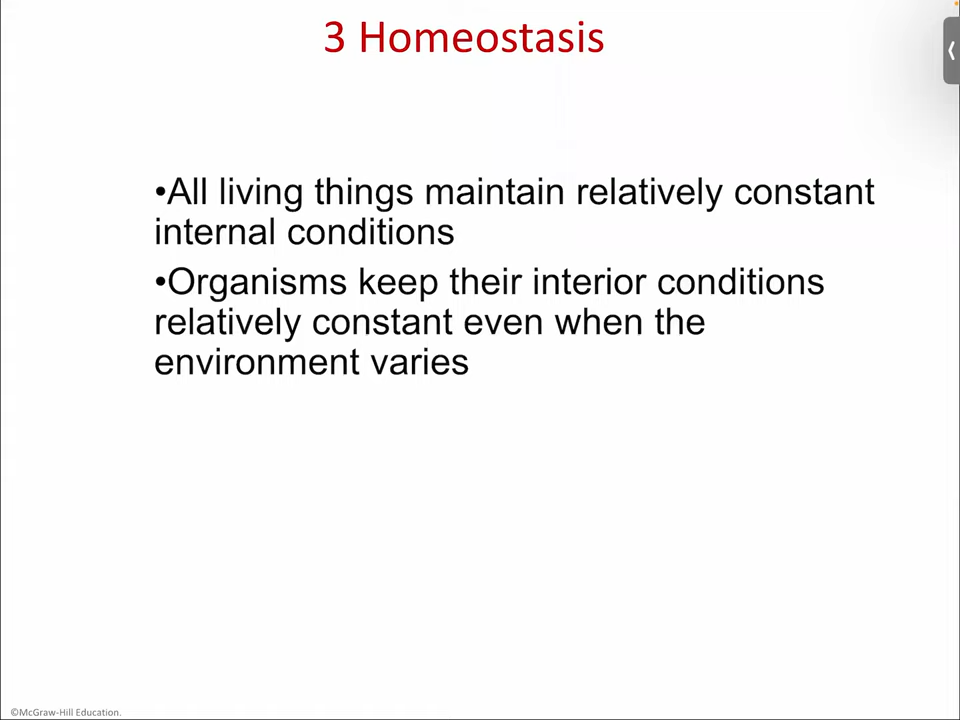 3 Homeostasis
•All living things maintain relatively constant
internal conditions
•Organisms keep their interior conditions
relatively constant even when the
environment varies
©McGraw-Hill Education.